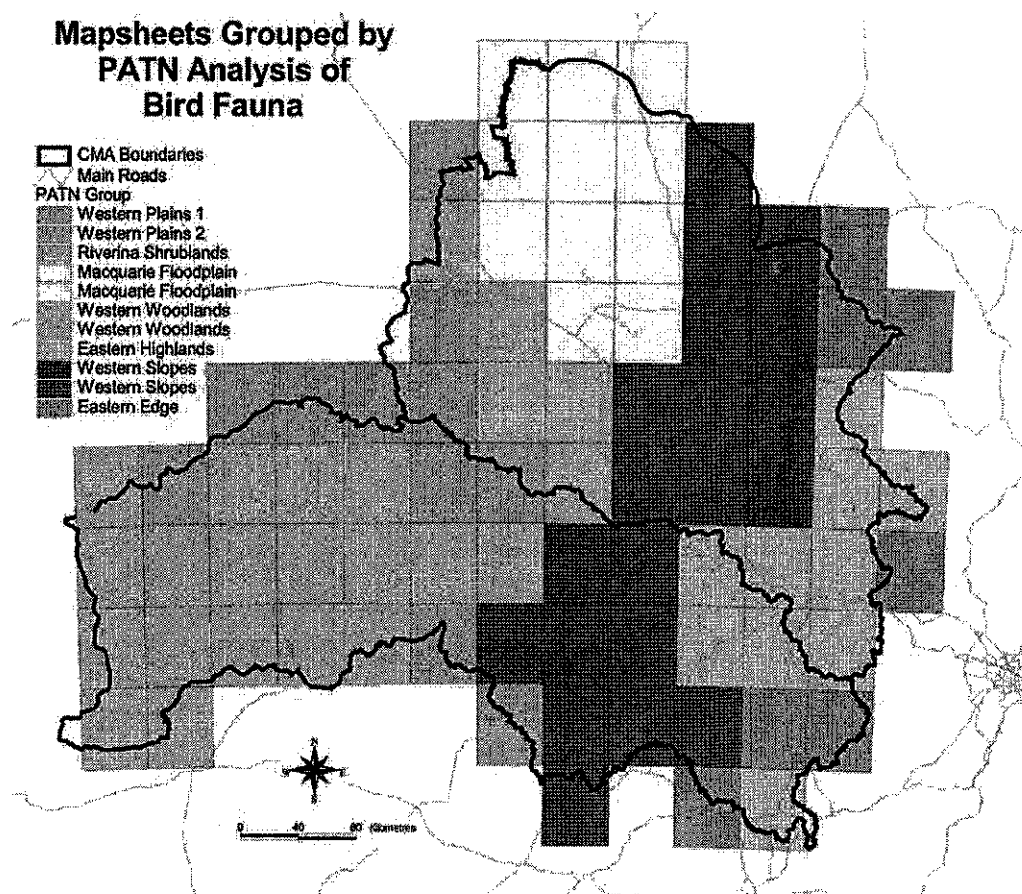 Mapsheets Grouped by
PATN Analysis of
Bird Fauna
CMA Boundaries
Main Roads
PATN Group
Western Plains 1
Western Plains 2
Riverina Shrublands
Macquarie Floodplain
Macquarie Floodplain
Western Woodlands
Western Woodlands
Eastern Highlands
Western Slopes
Western Slopes
Eastern Edge
N
S
0 40 80 Kilometres